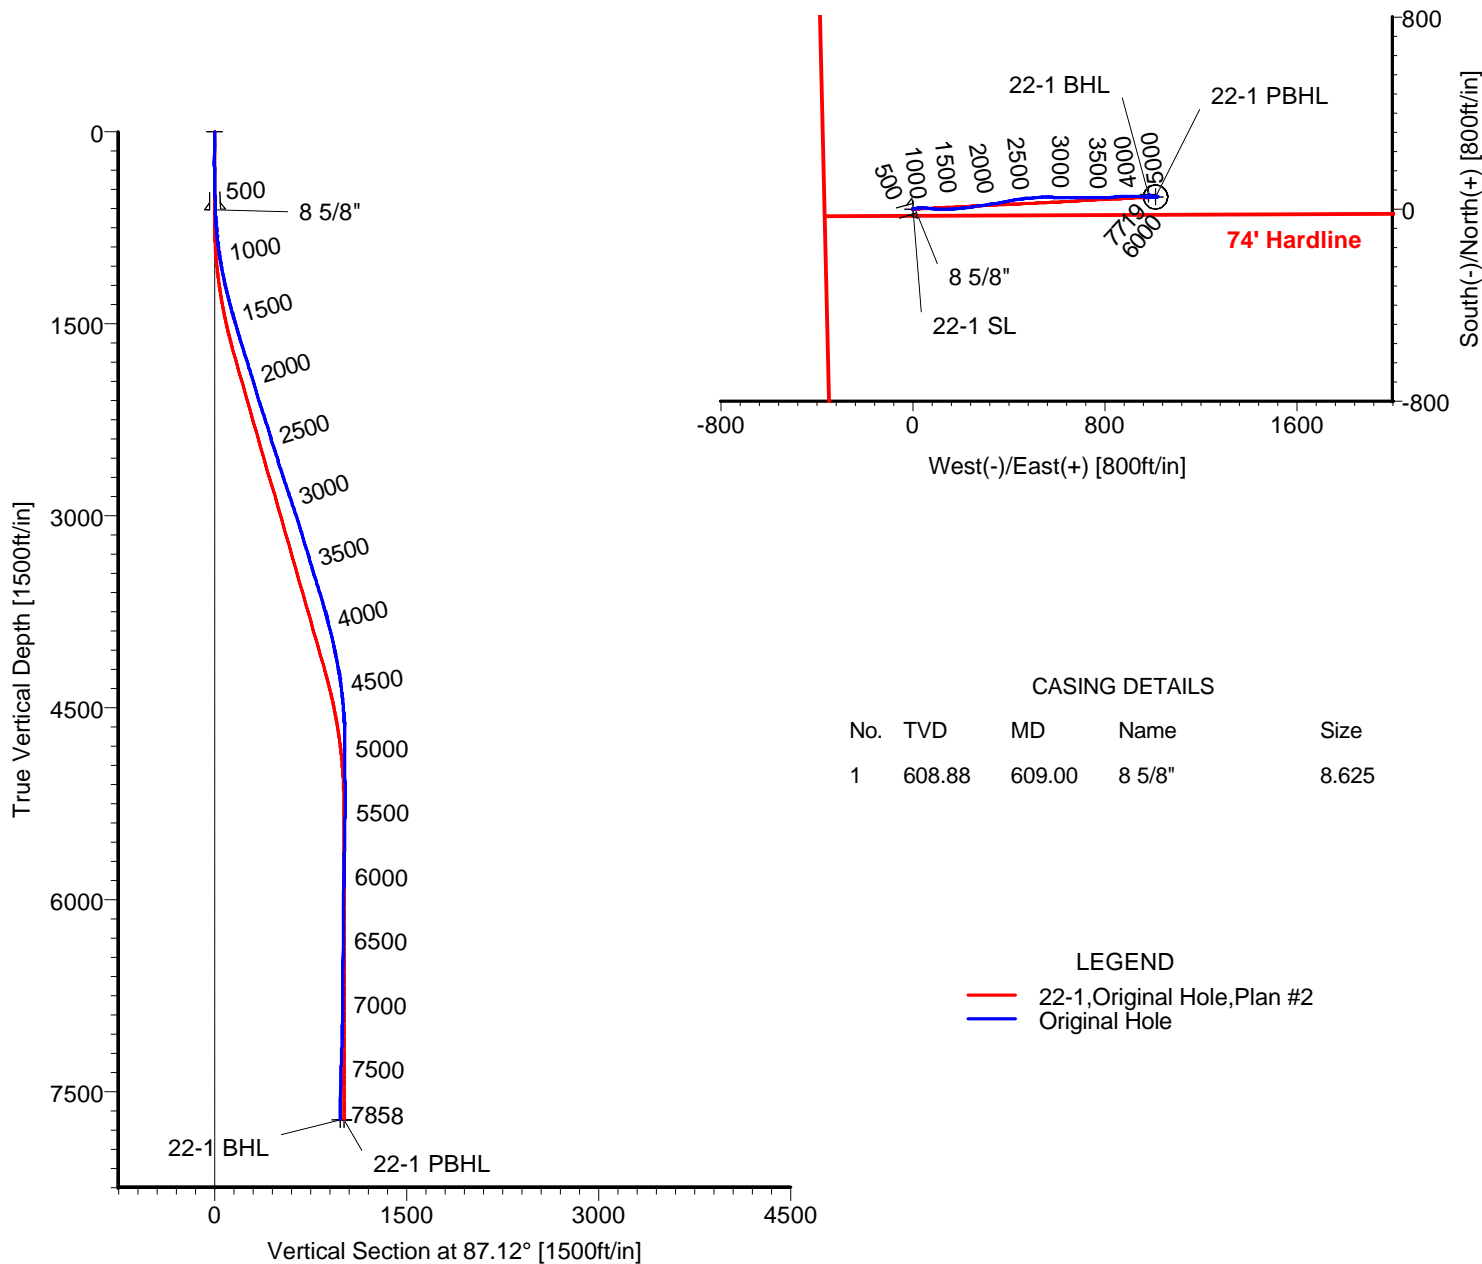 0
1500
3000
4500
6000
7500
True Vertical Depth [1500ft/in]
0
1500
3000
4500
Vertical Section at 87.12° [1500ft/in]
500
8 5/8"
1000
1500
2000
2500
3000
3500
4000
4500
5000
5500
6000
6500
7000
7500
7858
22-1 BHL
22-1 PBHL
22-1 BHL
22-1 PBHL
500
1000
1500
2000
2500
3000
3500
4000
5000
7719
6000
74' Hardline
8 5/8"
22-1 SL
800
0
-800
South(-)/North(+) [800ft/in]
-800
0
800
1600
West(-)/East(+) [800ft/in]
CASING DETAILS
No. TVD MD Name Size
1 608.88 609.00 8 5/8" 8.625
LEGEND
22-1,Original Hole,Plan #2
Original Hole